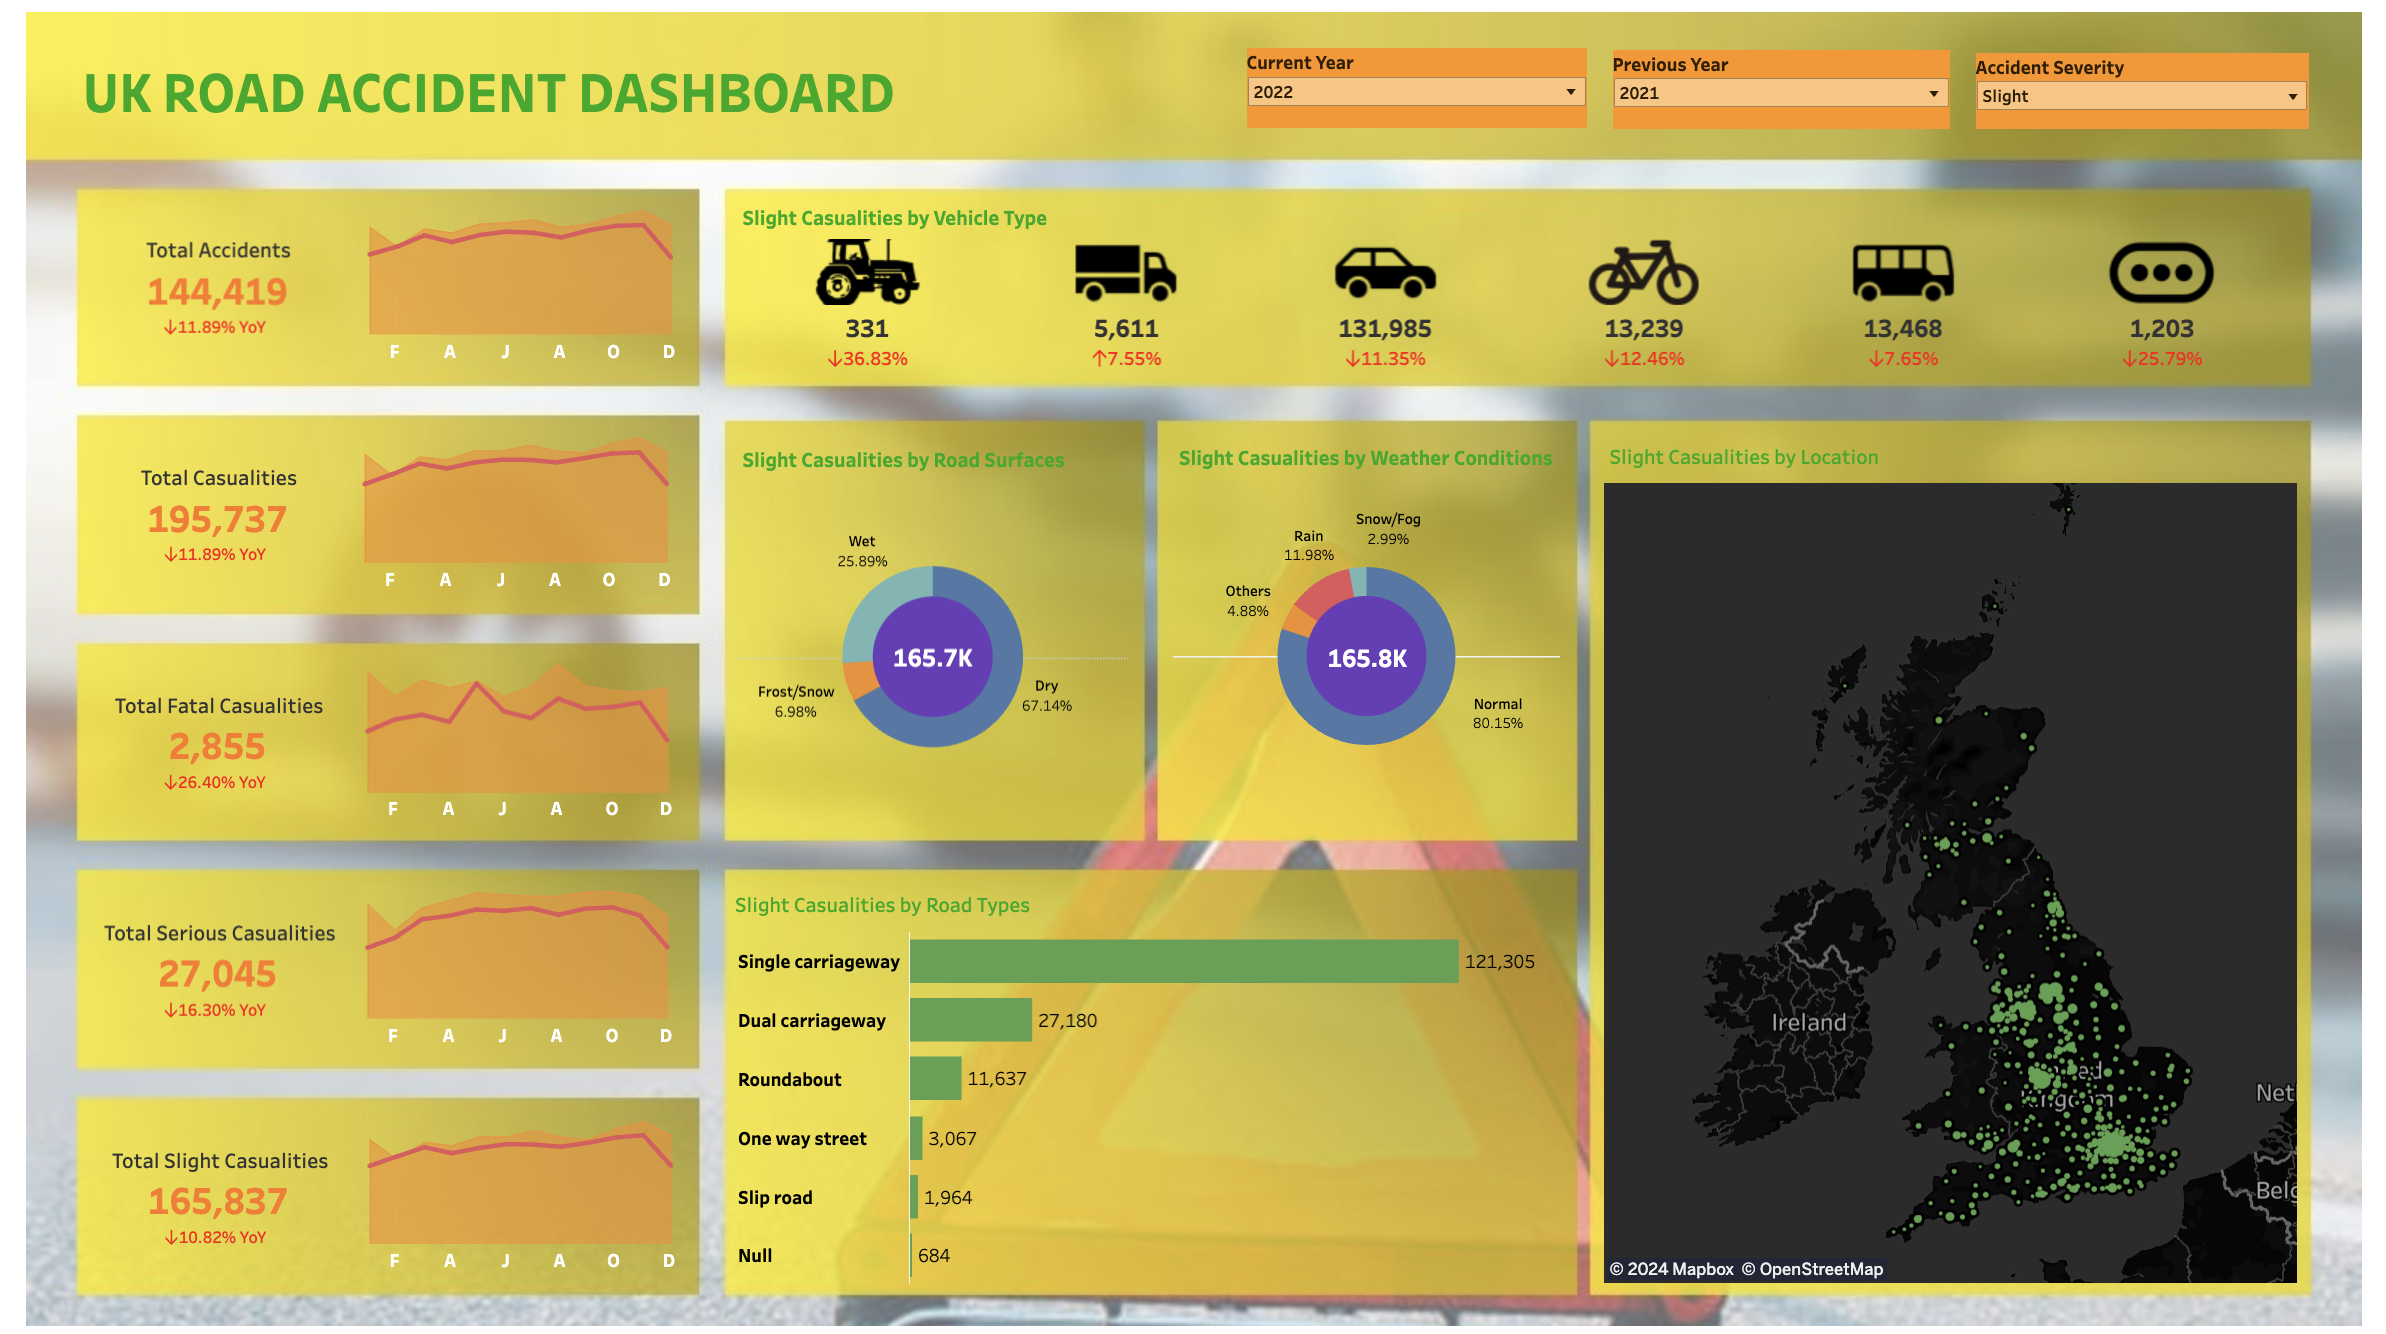 UK ROAD ACCIDENT DASHBOARD
Current Year
2022
Previous Year
2021
Accident Severity
Slight
Total Accidents
144,419
↓11.89% YoY
F A J A O D
Total Casualities
195,737
↓11.89% YoY
F A J A O D
Total Fatal Casualities
2,855
↓26.40% YoY
F A J A O D
Total Serious Casualities
27,045
↓16.30% YoY
F A J A O D
Total Slight Casualities
165,837
↓10.82% YoY
F A J A O D
Slight Casualities by Vehicle Type
331 5,611 131,985 13,239 13,468 1,203
↓36.83% ↑7.55% ↓11.35% ↓12.46% ↓7.65% ↓25.79%
Slight Casualities by Road Surfaces
Wet
25.89%
165.7K
Frost/Snow
6.98%
Dry
67.14%
Slight Casualities by Weather Conditions
Snow/Fog
2.99%
Rain
11.98%
Others
4.88%
165.8K
Normal
80.15%
Slight Casualities by Road Types
Single carriageway 121,305
Dual carriageway 27,180
Roundabout 11,637
One way street 3,067
Slip road 1,964
Null 684
Slight Casualities by Location
Ireland
Net
Belg
© 2024 Mapbox © OpenStreetMap